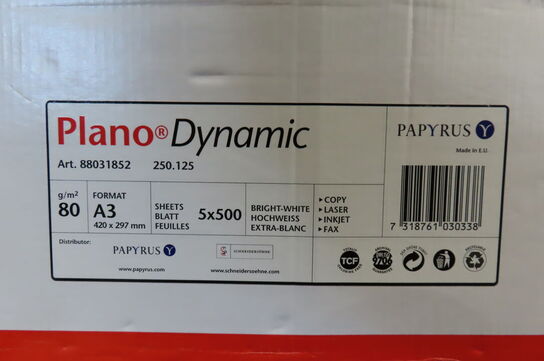 Plano® Dynamic
PAPYRUS
Made in E.U.
Art. 88031852 250.125
g/m²
80
FORMAT
A3
420 x 297 mm
SHEETS
BLATT
FEUILLES
5x500
BRIGHT-WHITE
HOCHWEISS
EXTRA-BLANC
▸ COPY
▸ LASER
▸ INKJET
▸ FAX
7 318761 030338
Distributor:
PAPYRUS
SCHNEIDERSÖHNE
www.papyrus.com
www.schneidersoehne.com
TCF